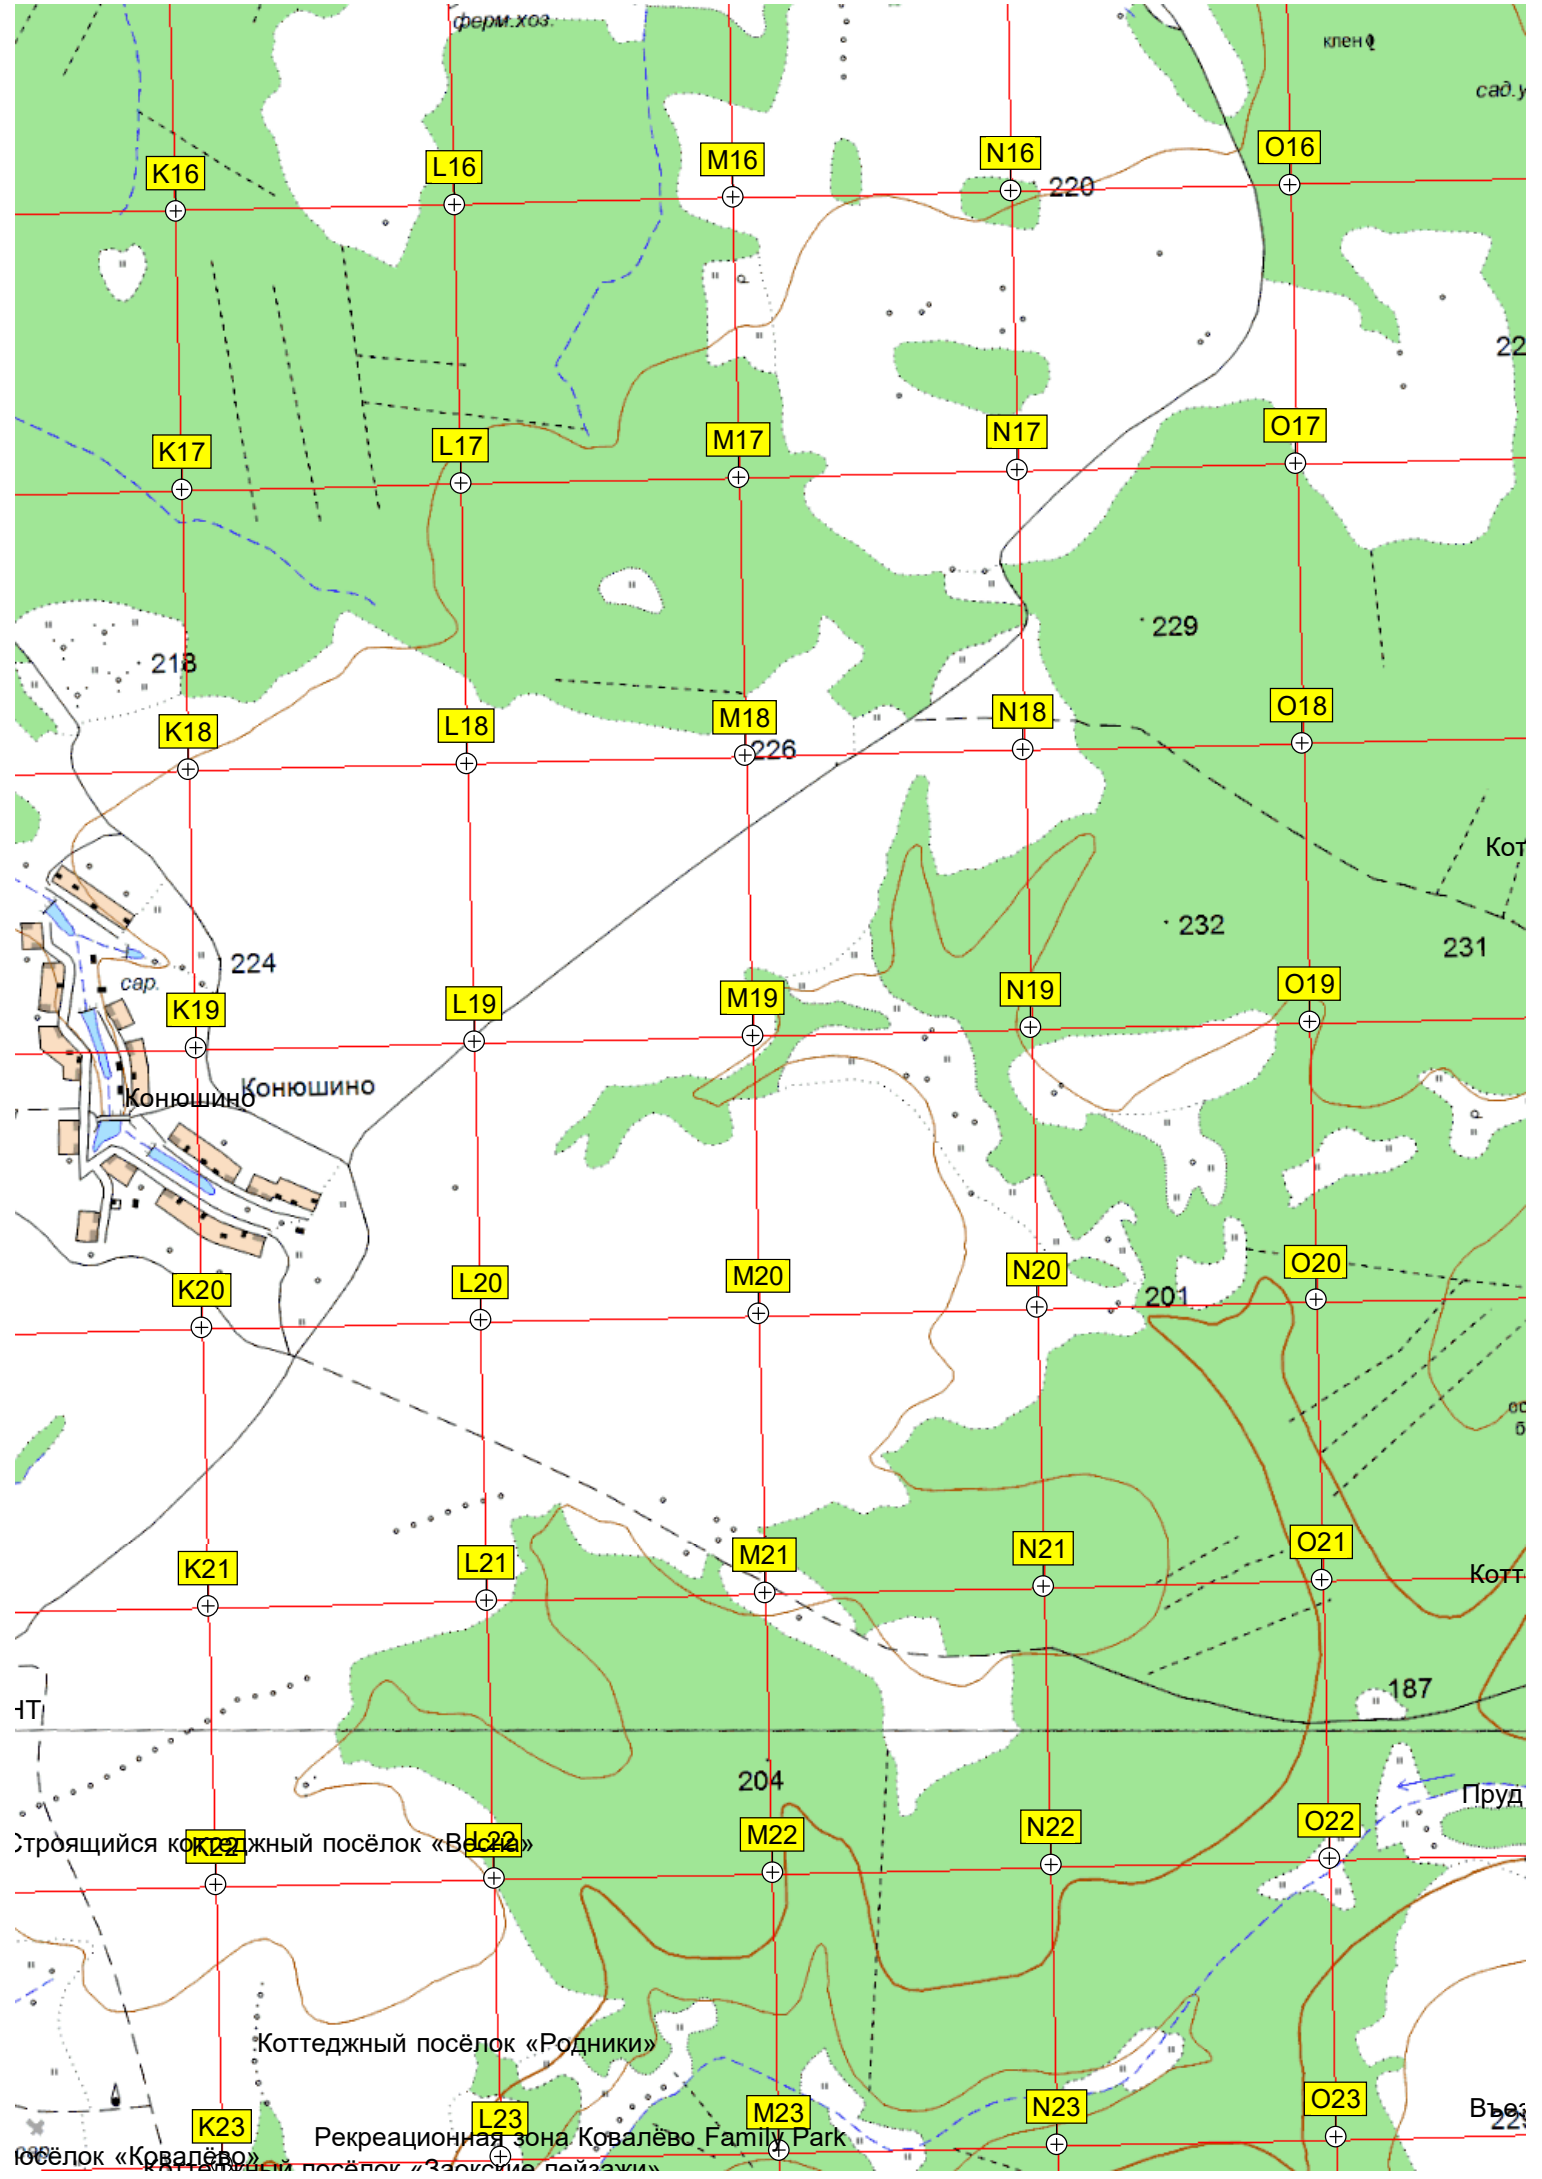 ферм.хоз.
клен
сад.у
K16
L16
M16
N16
O16
220
22
K17
L17
M17
N17
O17
229
218
K18
L18
M18
N18
O18
226
Кот
232
231
224
сар.
K19
L19
M19
N19
O19
Конюшино
Конюшино
K20
L20
M20
N20
O20
201
K21
L21
M21
N21
O21
Котт
187
НТ
204
Пруд
Строящийся коттеджный посёлок «Весна»
K22
L22
M22
N22
O22
Коттеджный посёлок «Родники»
K23
L23
M23
N23
O23
Въез
229
Рекреационная зона Ковалёво Family Park
посёлок «Ковалёво»
Коттеджный посёлок «Заокские пейзажи»